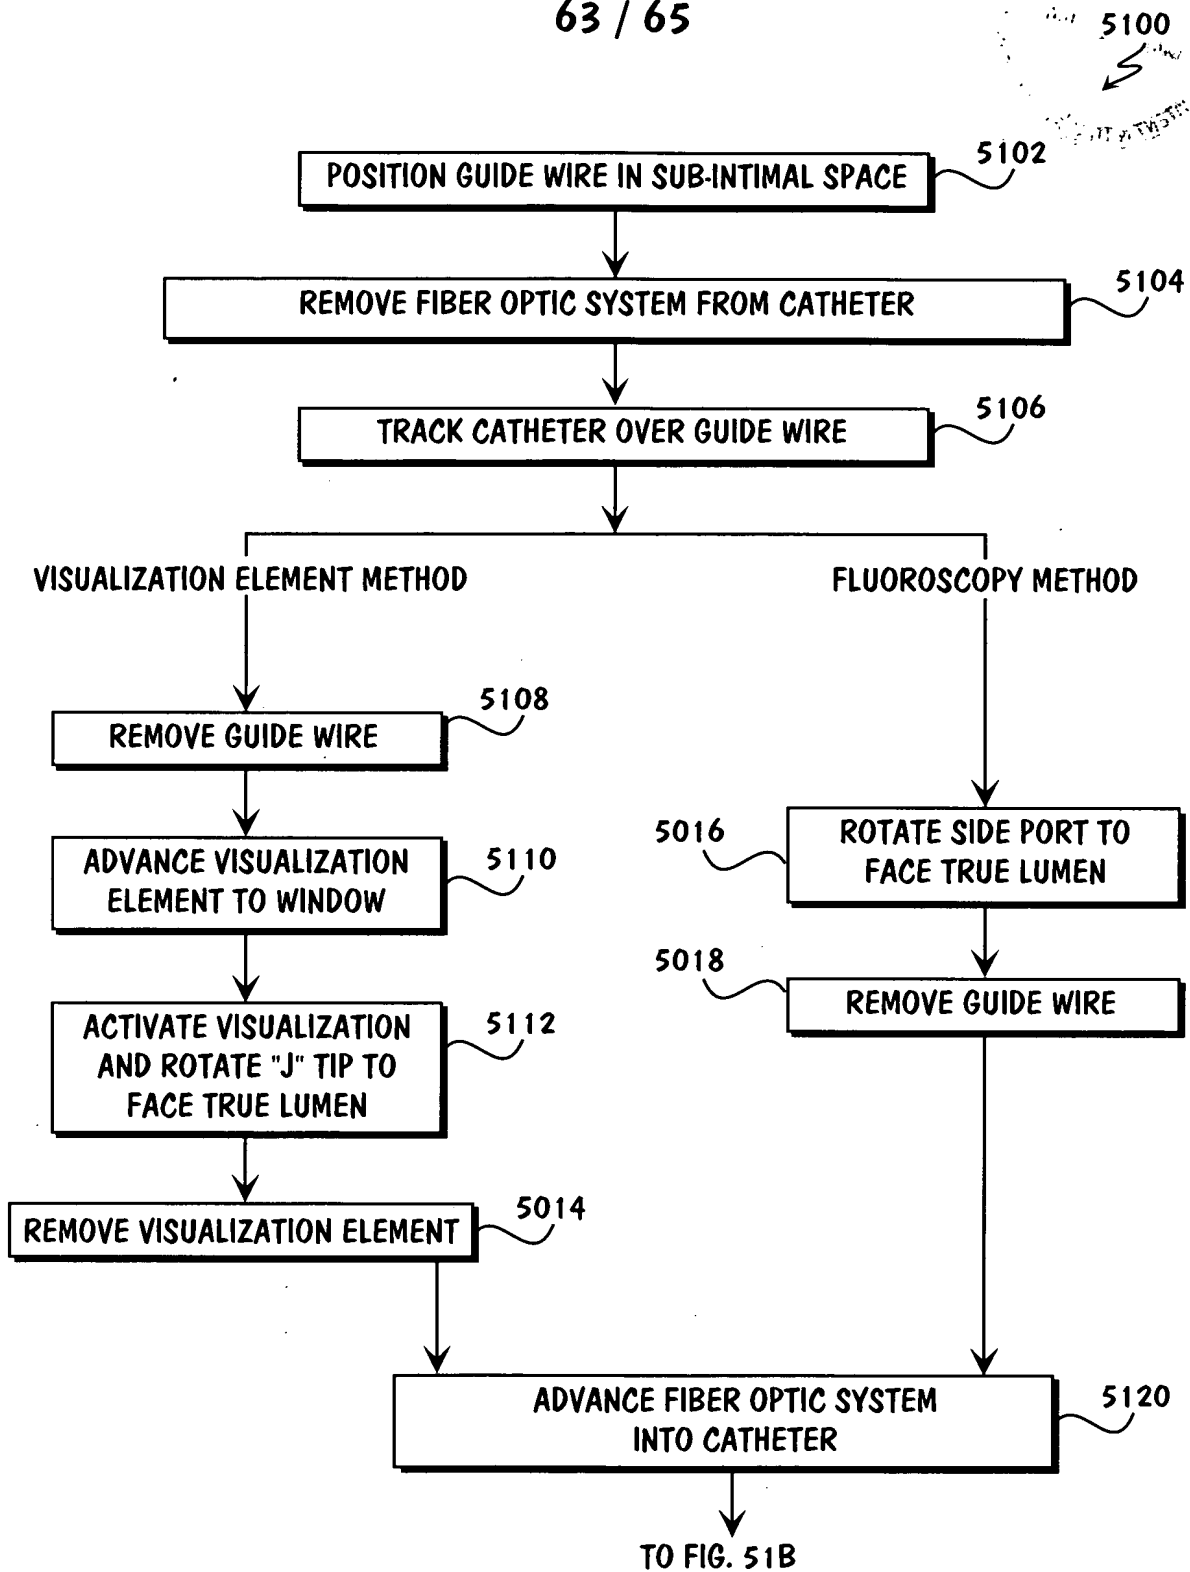 63 / 65
5100
POSITION GUIDE WIRE IN SUB-INTIMAL SPACE
5102
REMOVE FIBER OPTIC SYSTEM FROM CATHETER
5104
TRACK CATHETER OVER GUIDE WIRE
5106
VISUALIZATION ELEMENT METHOD
FLUOROSCOPY METHOD
REMOVE GUIDE WIRE
5108
ADVANCE VISUALIZATION
ELEMENT TO WINDOW
5110
ACTIVATE VISUALIZATION
AND ROTATE "J" TIP TO
FACE TRUE LUMEN
5112
REMOVE VISUALIZATION ELEMENT
5014
5016
ROTATE SIDE PORT TO
FACE TRUE LUMEN
5018
REMOVE GUIDE WIRE
ADVANCE FIBER OPTIC SYSTEM
INTO CATHETER
5120
TO FIG. 51B